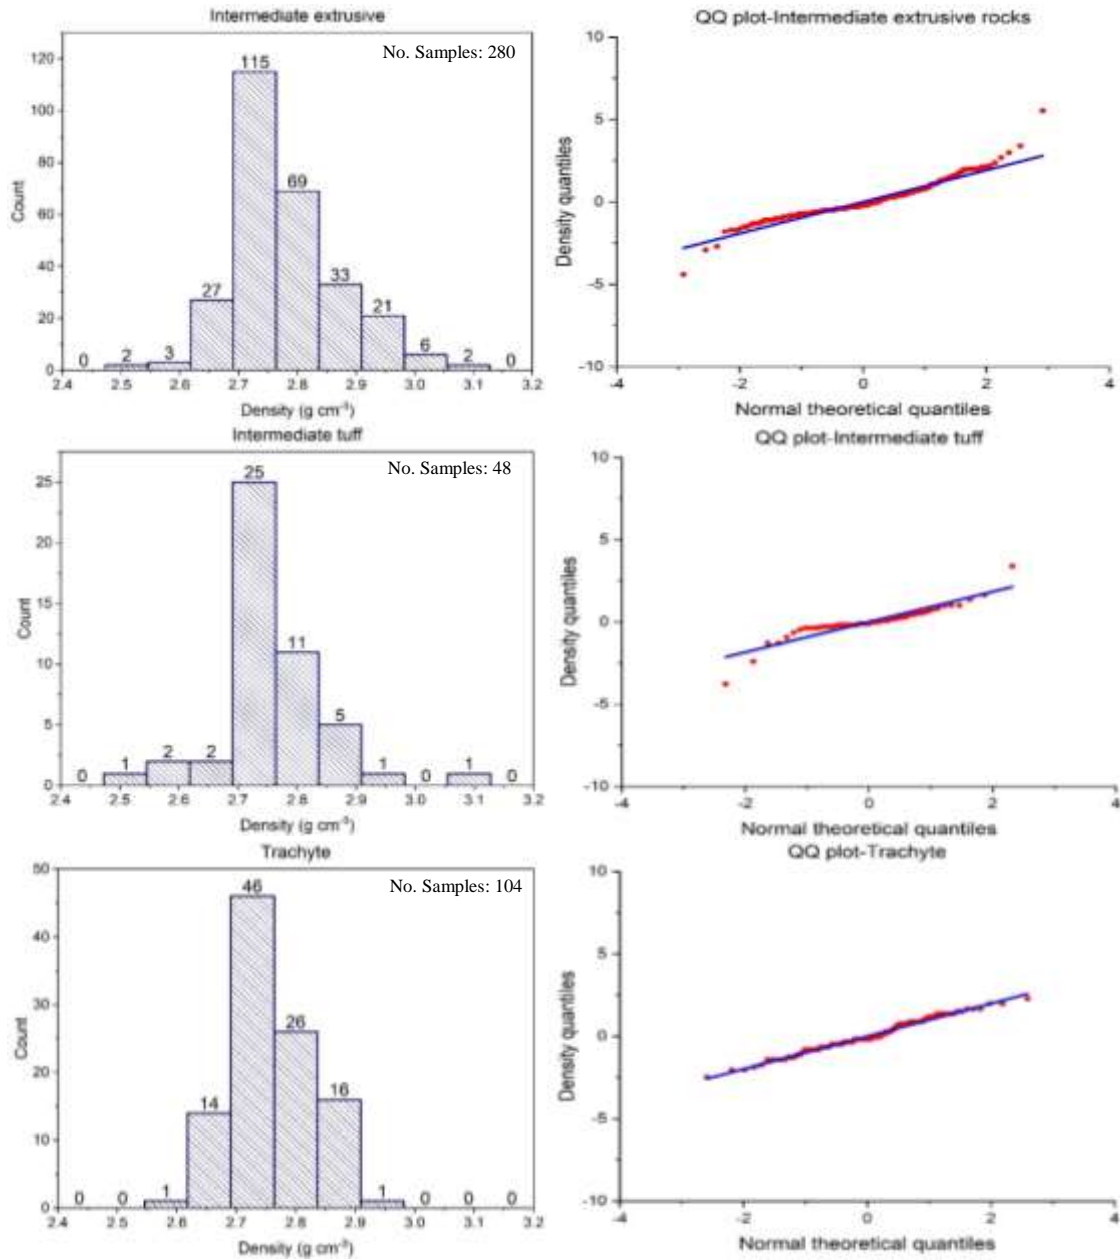 Intermediate extrusive
No. Samples: 280
120
100
80
60
40
20
0
Count
0 2 3 27 115 69 33 21 6 2 0
2.4 2.5 2.6 2.7 2.8 2.9 3.0 3.1 3.2
Density (g cm⁻³)
QQ plot-Intermediate extrusive rocks
10
5
0
-5
-10
Density quantiles
-4 -2 0 2 4
Normal theoretical quantiles
Intermediate tuff
No. Samples: 48
25
20
15
10
5
0
Count
0 1 2 2 25 11 5 1 0 1 0
2.4 2.5 2.6 2.7 2.8 2.9 3.0 3.1 3.2
Density (g cm⁻³)
QQ plot-Intermediate tuff
10
5
0
-5
-10
Density quantiles
-4 -2 0 2 4
Normal theoretical quantiles
Trachyte
No. Samples: 104
50
40
30
20
10
0
Count
0 0 1 14 46 26 16 1 0 0 0
2.4 2.5 2.6 2.7 2.8 2.9 3.0 3.1 3.2
Density (g cm⁻³)
QQ plot-Trachyte
10
5
0
-5
-10
Density quantiles
-4 -2 0 2 4
Normal theoretical quantiles